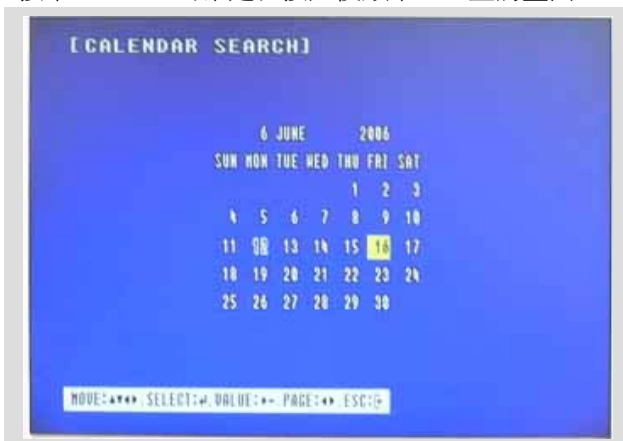 [CALENDAR SEARCH]
6 JUNE 2006
SUN MON TUE WED THU FRI SAT
1 2 3
4 5 6 7 8 9 10
11 12 13 14 15 16 17
18 19 20 21 22 23 24
25 26 27 28 29 30
MOVE:▲▼◄► SELECT:↵ VALUE:+- PAGE:◄► ESC: